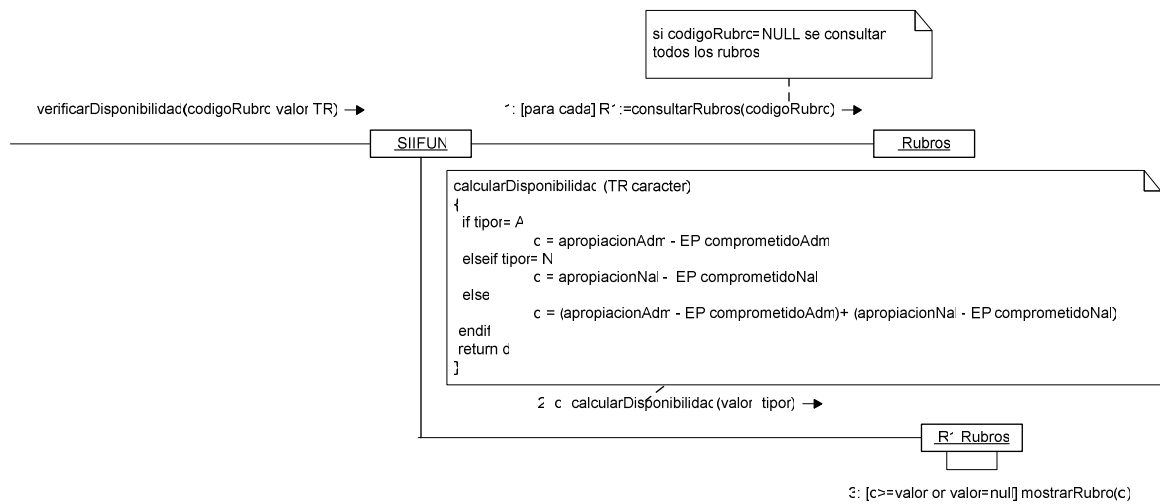 si codigoRubro=NULL se consultan
todos los rubros
verificarDisponibilidad(codigoRubro valor TR)
1: [para cada] R1:=consultarRubros(codigoRubro)
SIIFUN
Rubros
calcularDisponibilidad (TR caracter)
{
if tipor= A
d = apropiacionAdm - EP comprometidoAdm
elseif tipor= N
d = apropiacionNal - EP comprometidoNal
else
d = (apropiacionAdm - EP comprometidoAdm)+ (apropiacionNal - EP comprometidoNal)
endif
return d
}
2 d calcularDisponibilidad(valor tipor)
R1 Rubros
3: [d>=valor or valor=null] mostrarRubro(d)